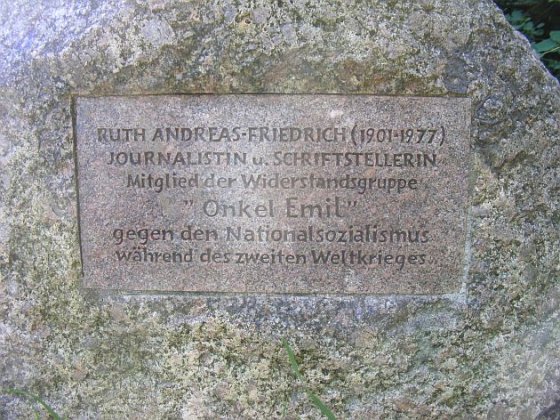 RUTH ANDREAS-FRIEDRICH (1901-1977)
JOURNALISTIN u. SCHRIFTSTELLERIN
Mitglied der Widerstandsgruppe
"Onkel Emil"
gegen den Nationalsozialismus
während des zweiten Weltkrieges